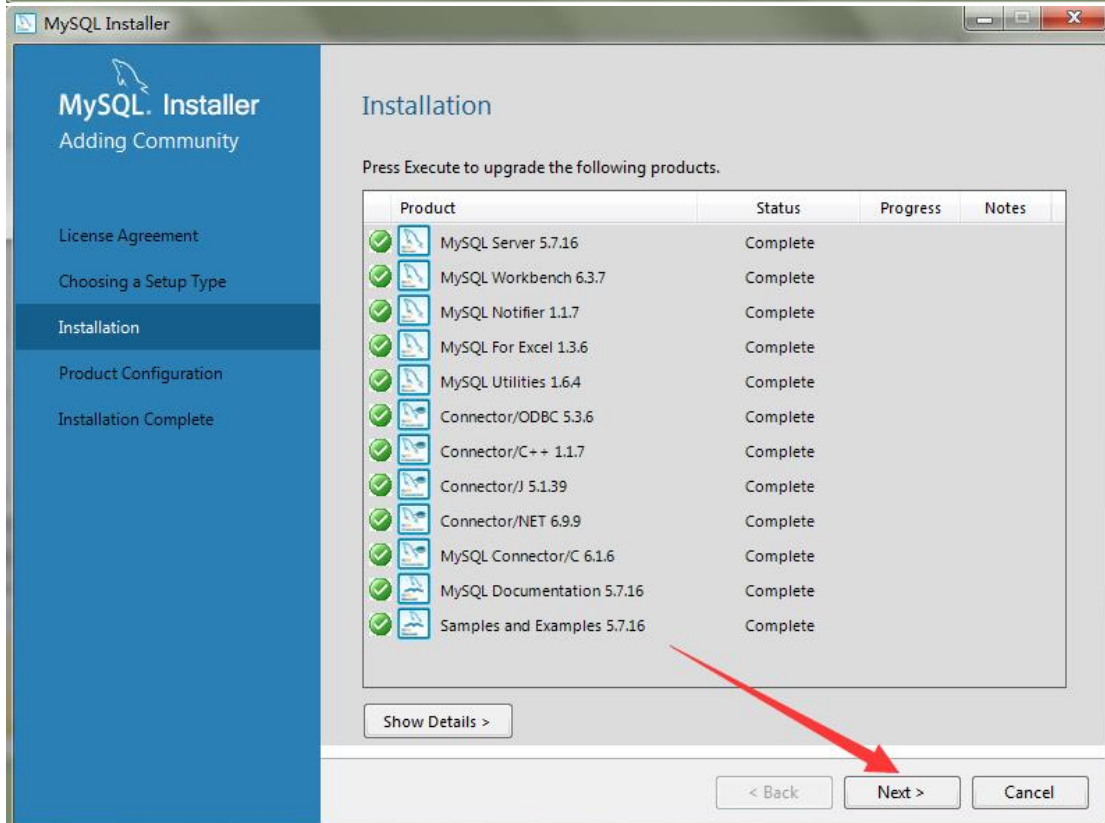 MySQL Installer
MySQL. Installer
Adding Community
License Agreement
Choosing a Setup Type
Installation
Product Configuration
Installation Complete
Installation
Press Execute to upgrade the following products.
Product Status Progress Notes
MySQL Server 5.7.16 Complete
MySQL Workbench 6.3.7 Complete
MySQL Notifier 1.1.7 Complete
MySQL For Excel 1.3.6 Complete
MySQL Utilities 1.6.4 Complete
Connector/ODBC 5.3.6 Complete
Connector/C++ 1.1.7 Complete
Connector/J 5.1.39 Complete
Connector/NET 6.9.9 Complete
MySQL Connector/C 6.1.6 Complete
MySQL Documentation 5.7.16 Complete
Samples and Examples 5.7.16 Complete
Show Details >
< Back Next > Cancel